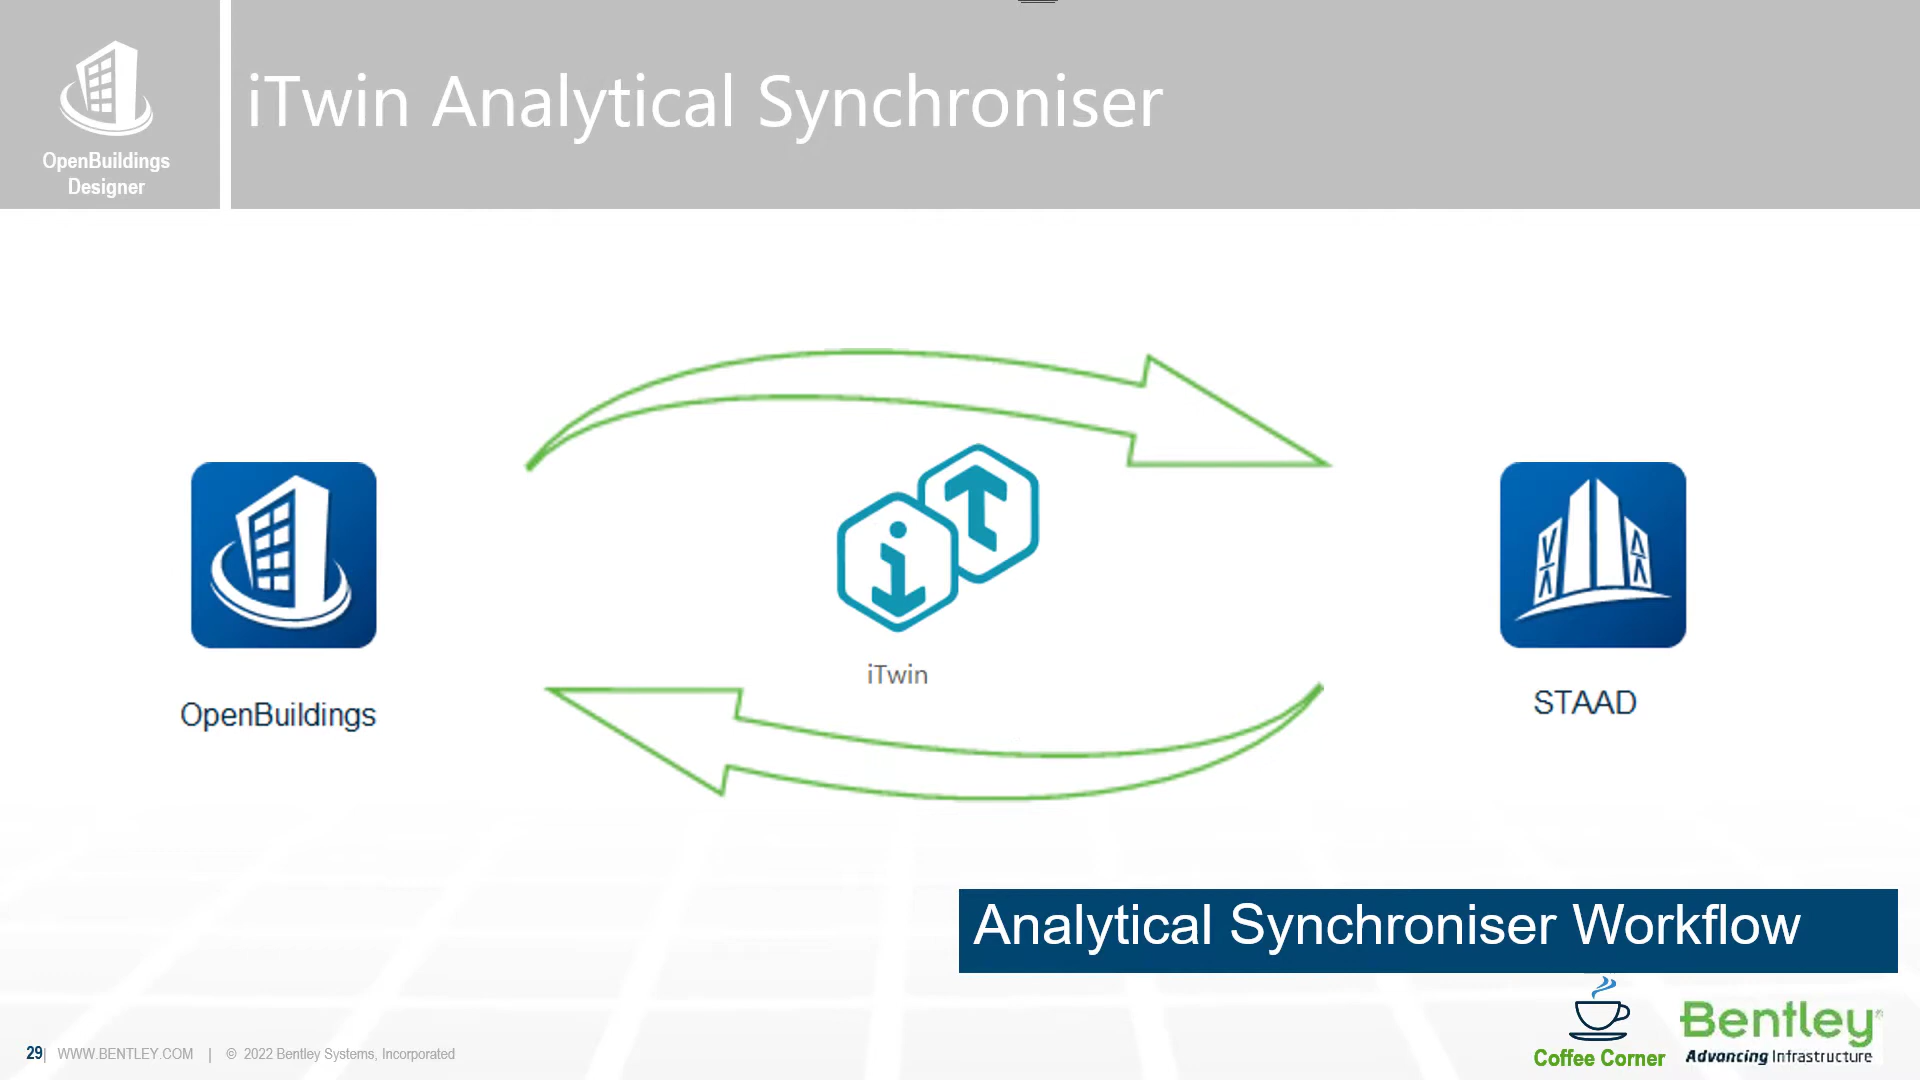 OpenBuildings
Designer
iTwin Analytical Synchroniser
iTwin
OpenBuildings
STAAD
Analytical Synchroniser Workflow
29| WWW.BENTLEY.COM | © 2022 Bentley Systems, Incorporated
Coffee Corner
Bentley®
Advancing Infrastructure